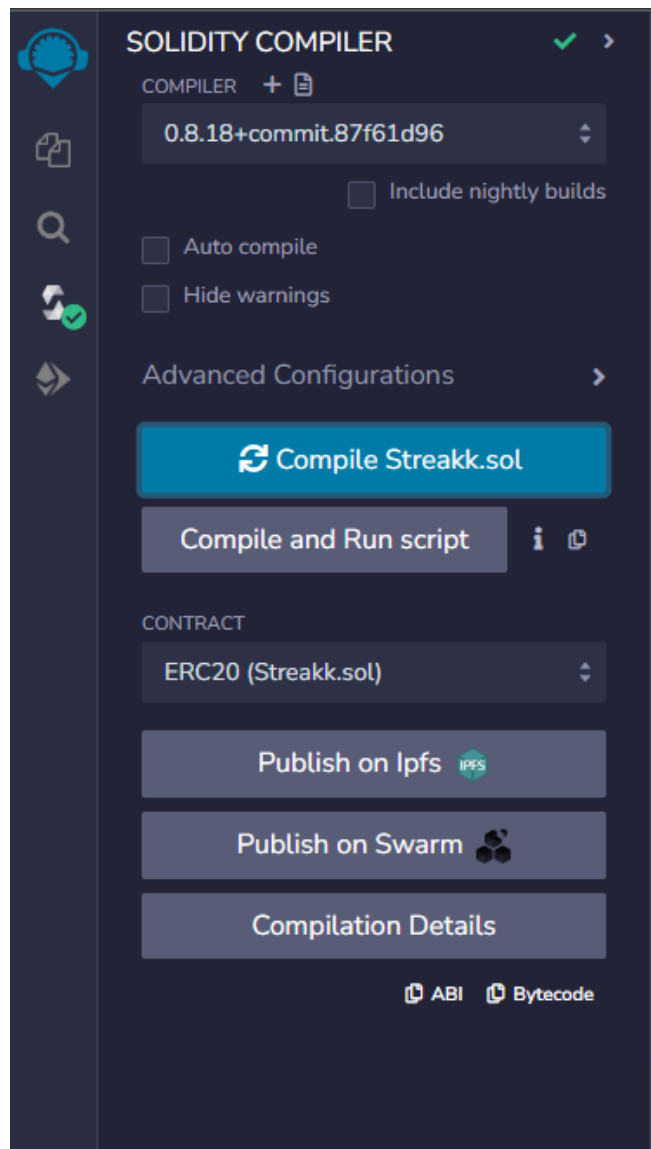 SOLIDITY COMPILER
COMPILER
0.8.18+commit.87f61d96
Include nightly builds
Auto compile
Hide warnings
Advanced Configurations
Compile Streakk.sol
Compile and Run script
CONTRACT
ERC20 (Streakk.sol)
Publish on Ipfs IPFS
Publish on Swarm
Compilation Details
ABI Bytecode